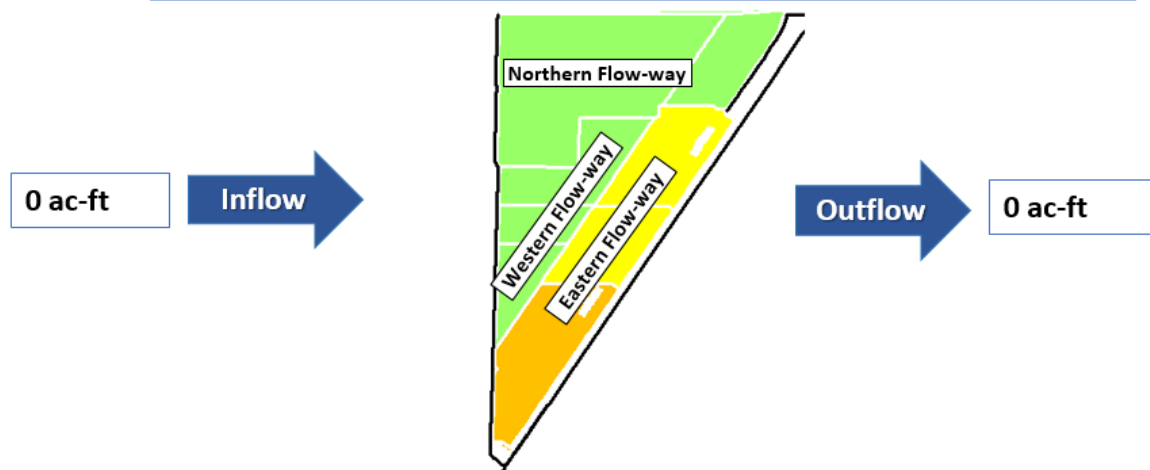 Northern Flow-way
0 ac-ft
Inflow
Western Flow-way
Eastern Flow-way
Outflow
0 ac-ft